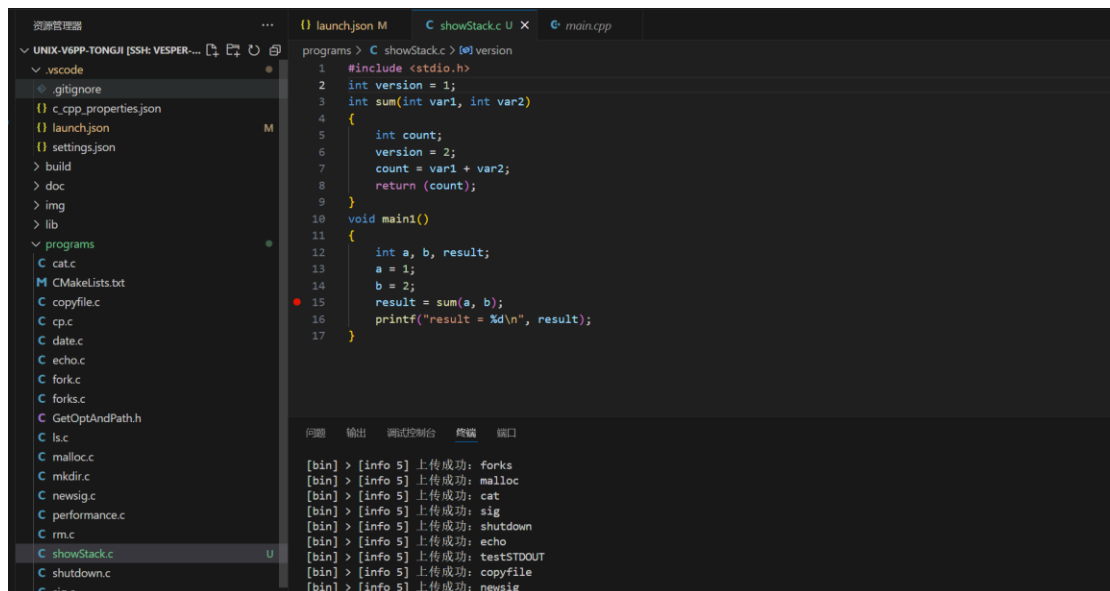 资源管理器 ...
UNIX-V6PP-TONGJI [SSH: VESPER-...
.vscode
.gitignore
{} c_cpp_properties.json
{} launch.json M
{} settings.json
> build
> doc
> img
> lib
programs
C cat.c
M CMakeLists.txt
C copyfile.c
C cp.c
C date.c
C echo.c
C fork.c
C forks.c
C GetOptAndPath.h
C ls.c
C malloc.c
C mkdir.c
C newsig.c
C performance.c
C rm.c
C showStack.c U
C shutdown.c
{} launch.json M
C showStack.c U X
main.cpp
programs > C showStack.c > version
1 #include <stdio.h>
2 int version = 1;
3 int sum(int var1, int var2)
4 {
5 int count;
6 version = 2;
7 count = var1 + var2;
8 return (count);
9 }
10 void main1()
11 {
12 int a, b, result;
13 a = 1;
14 b = 2;
15 result = sum(a, b);
16 printf("result = %d\n", result);
17 }
问题 输出 调试控制台 终端 端口
[bin] > [info 5] 上传成功: forks
[bin] > [info 5] 上传成功: malloc
[bin] > [info 5] 上传成功: cat
[bin] > [info 5] 上传成功: sig
[bin] > [info 5] 上传成功: shutdown
[bin] > [info 5] 上传成功: echo
[bin] > [info 5] 上传成功: testSTDOUT
[bin] > [info 5] 上传成功: copyfile
[bin] > [info 5] 上传成功: newsig